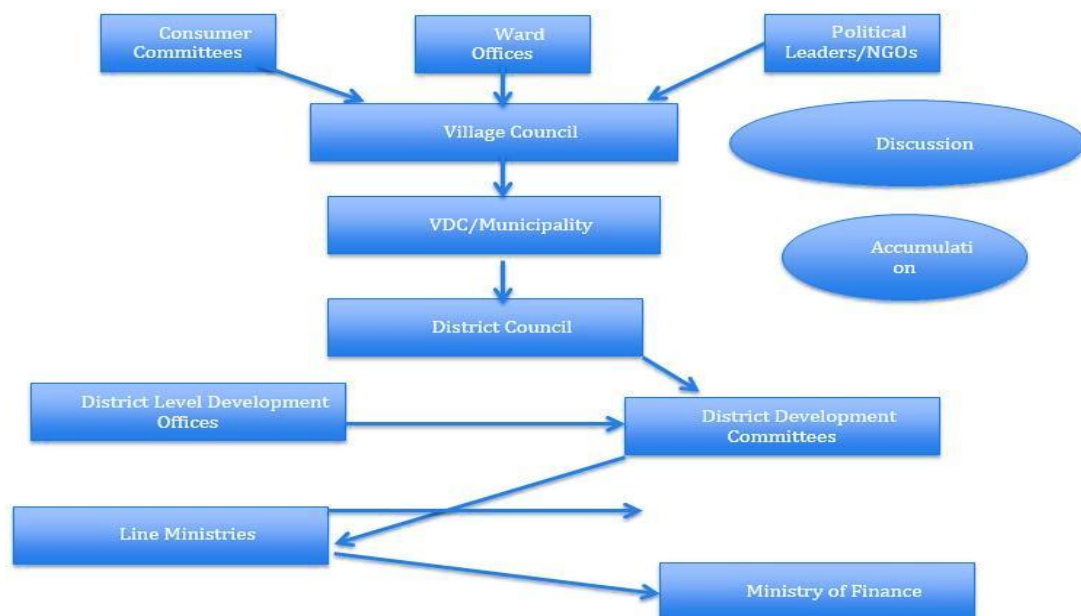 Consumer
Committees
Ward
Offices
Political
Leaders/NGOs
Village Council
Discussion
VDC/Municipality
Accumulati
on
District Council
District Level Development
Offices
District Development
Committees
Line Ministries
Ministry of Finance